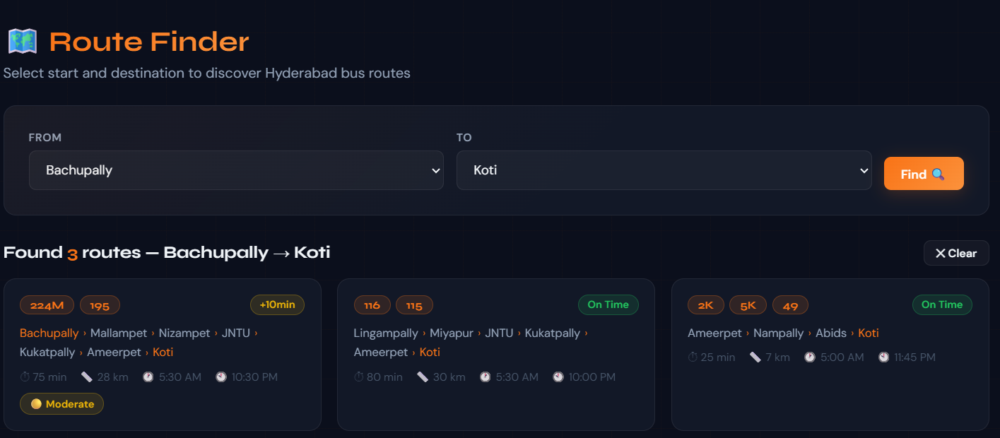 Route Finder
Select start and destination to discover Hyderabad bus routes
FROM
TO
Bachupally
Koti
Find
Found 3 routes — Bachupally → Koti
✕ Clear
224M 195 +10min
Bachupally › Mallampet › Nizampet › JNTU ›
Kukatpally › Ameerpet › Koti
75 min 28 km 5:30 AM 10:30 PM
Moderate
116 115 On Time
Lingampally › Miyapur › JNTU › Kukatpally ›
Ameerpet › Koti
80 min 30 km 5:30 AM 10:00 PM
2K 5K 49 On Time
Ameerpet › Nampally › Abids › Koti
25 min 7 km 5:00 AM 11:45 PM